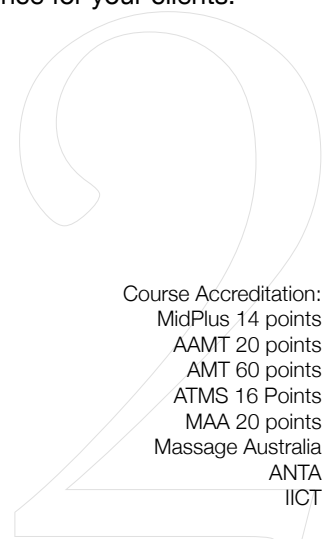 for your clients.
2
Course Accreditation:
MidPlus 14 points
AAMT 20 points
AMT 60 points
ATMS 16 Points
MAA 20 points
Massage Australia
ANTA
IICT